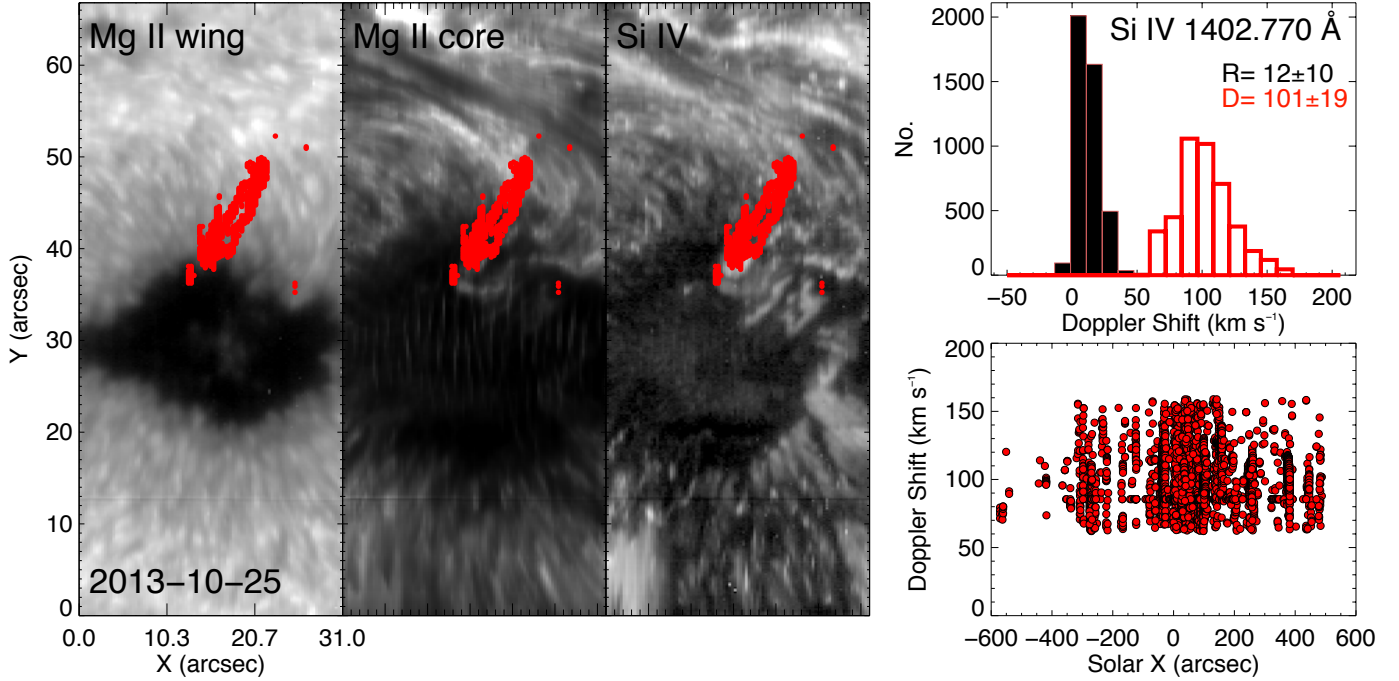 Mg II wing
Mg II core
Si IV
2013−10−25
Y (arcsec)
60
50
40
30
20
10
0
0.0
10.3
20.7
31.0
X (arcsec)
Si IV 1402.770 Å
R= 12±10
D= 101±19
No.
2000
1500
1000
500
0
−50
0
50
100
150
200
Doppler Shift (km s⁻¹)
Doppler Shift (km s⁻¹)
200
150
100
50
0
−600
−400
−200
0
200
400
600
Solar X (arcsec)